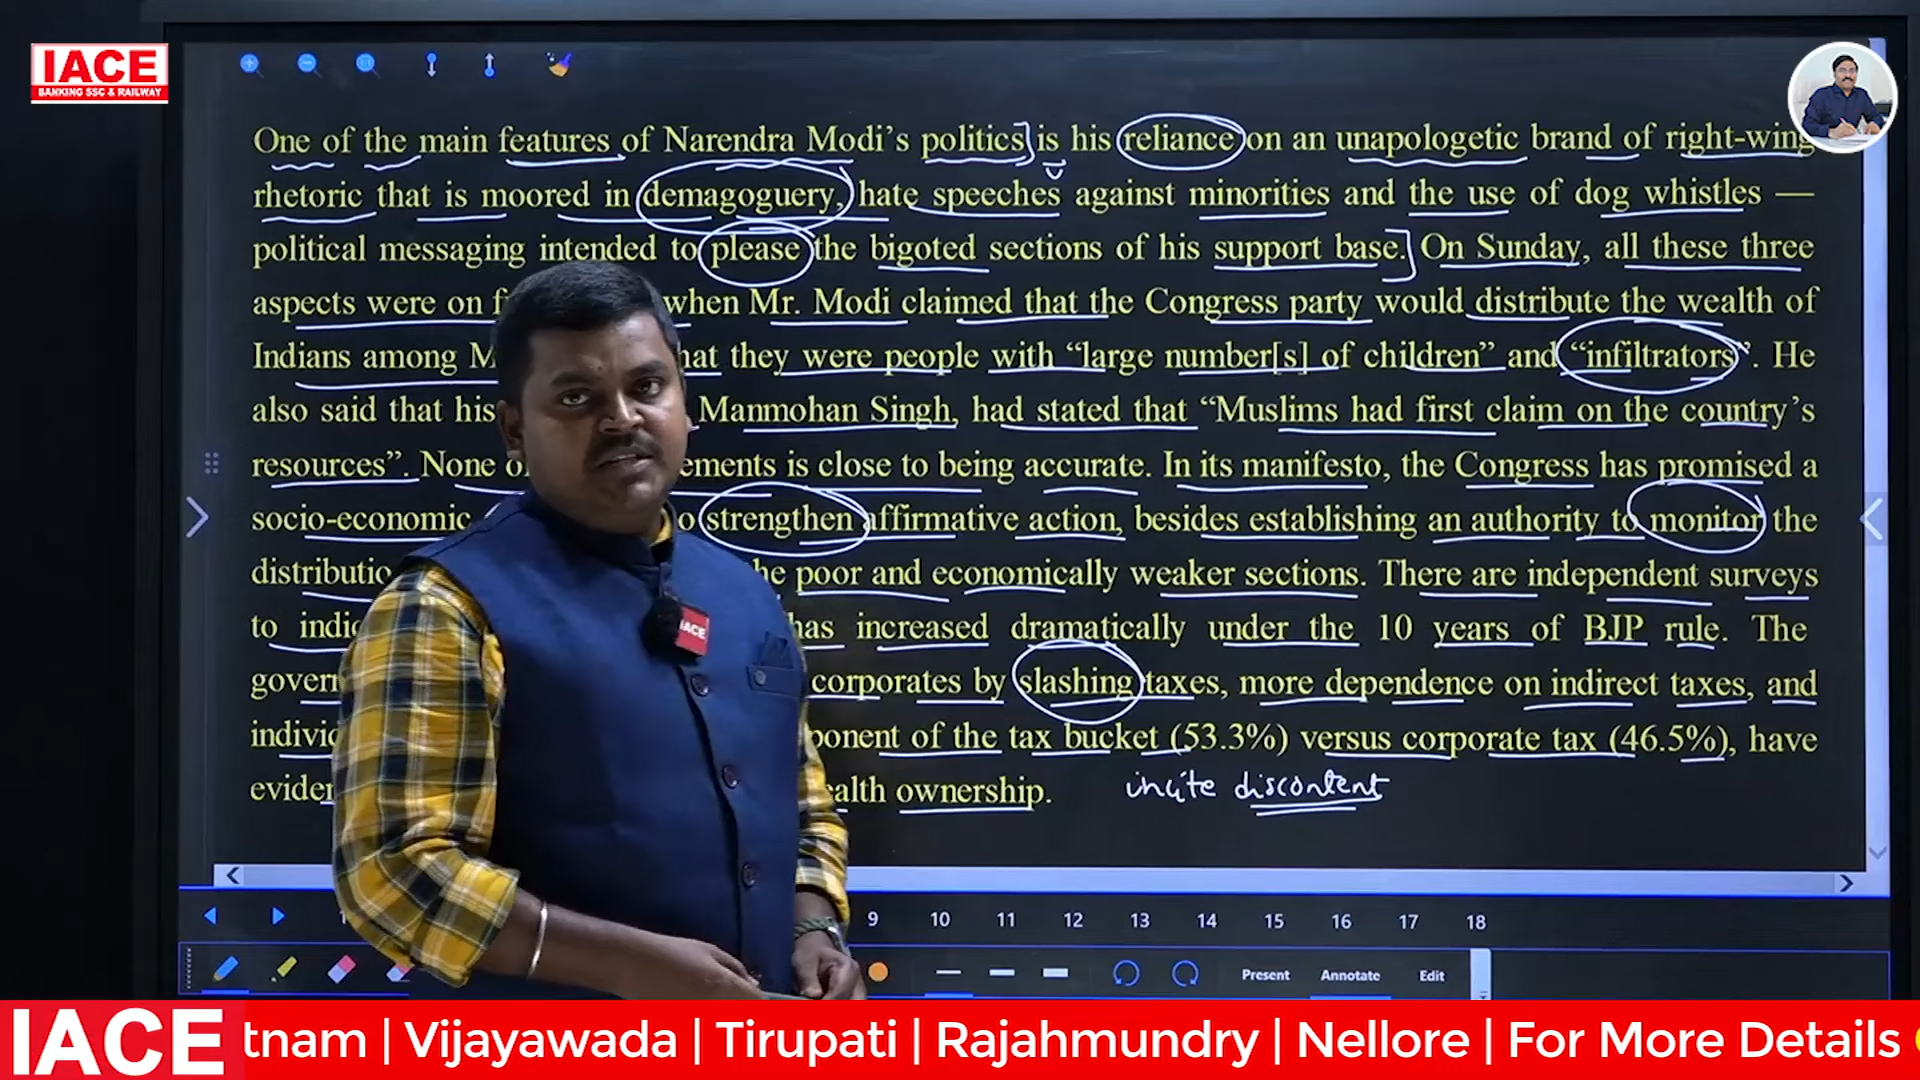 IACE
BANKING SSC & RAILWAY
One of the main features of Narendra Modi's politics is his reliance on an unapologetic brand of right-wing
rhetoric that is moored in demagoguery, hate speeches against minorities and the use of dog whistles —
political messaging intended to please the bigoted sections of his support base. On Sunday, all these three
aspects were on when Mr. Modi claimed that the Congress party would distribute the wealth of
Indians among they were people with “large number[s] of children” and “infiltrators”. He
also said that his Manmohan Singh, had stated that “Muslims had first claim on the country's
resources”. None is close to being accurate. In its manifesto, the Congress has promised a
socio-economic strengthen affirmative action, besides establishing an authority to monitor the
poor and economically weaker sections. There are independent surveys
to has increased dramatically under the 10 years of BJP rule. The
corporates by slashing taxes, more dependence on indirect taxes, and
of the tax bucket (53.3%) versus corporate tax (46.5%), have
ownership. incite discontent
IACE
9 10 11 12 13 14 15 16 17 18
Present Annotate Edit
IACE tnam | Vijayawada | Tirupati | Rajahmundry | Nellore | For More Details